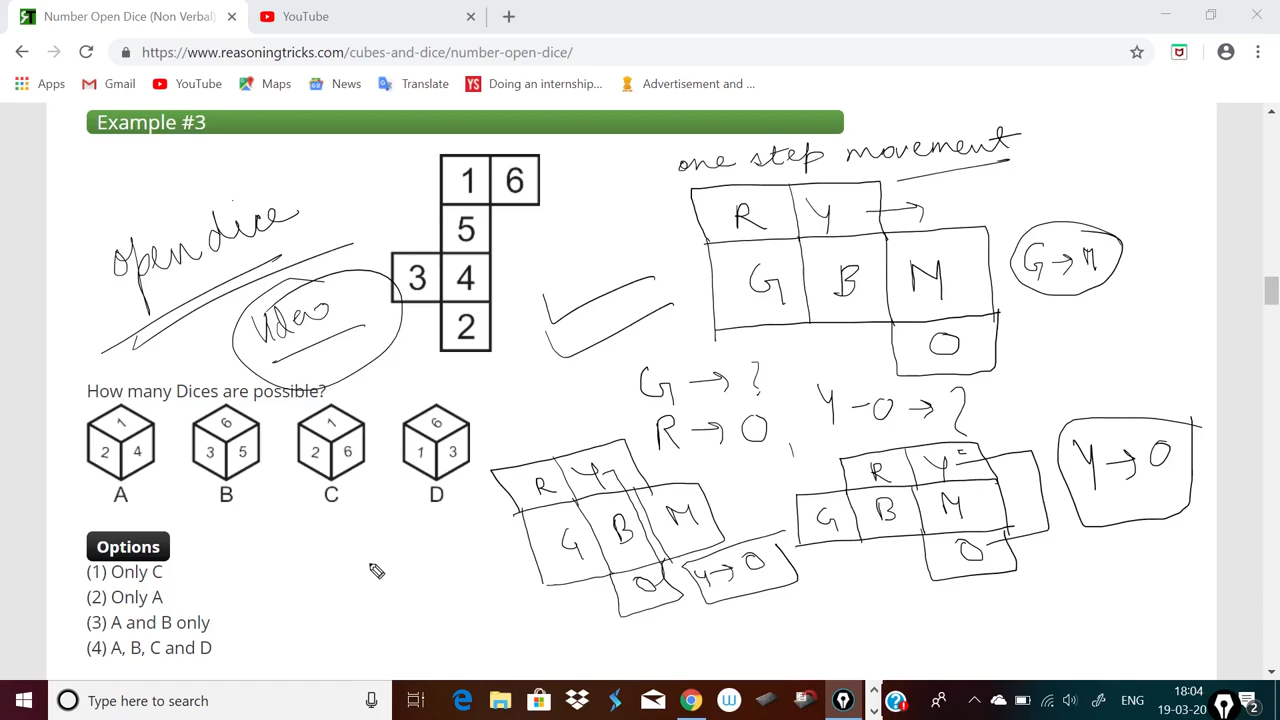 Number Open Dice (Non Verbal)
YouTube
https://www.reasoningtricks.com/cubes-and-dice/number-open-dice/
Apps
Gmail
YouTube
Maps
News
Translate
Doing an internship...
Advertisement and ...
Example #3
one step movement
1 6
5
3 4
2
open dice
Video
R Y →
G B M
O
G → M
G → ?
R → O
Y - O → ?
How many Dices are possible?
1
2 4
A
6
3 5
B
1
2 6
C
6
1 3
D
R Y
G B M
O
Y → O
R Y
G B M
O
Y → O
Options
(1) Only C
(2) Only A
(3) A and B only
(4) A, B, C and D
Type here to search
ENG
18:04
19-03-20
2